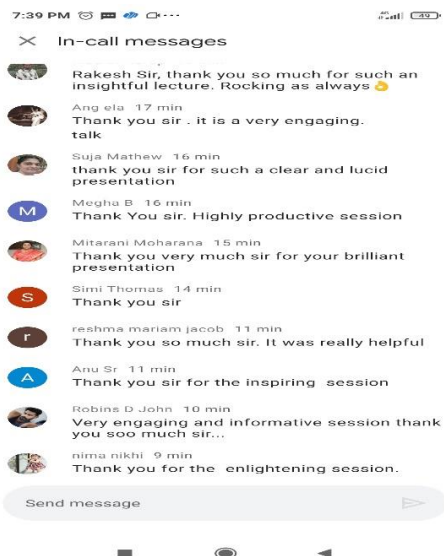 7:39 PM
4G
49
In-call messages
Rakesh Sir, thank you so much for such an
insightful lecture. Rocking as always👌
Ang ela 17 min
Thank you sir . it is a very engaging.
talk
Suja Mathew 16 min
thank you sir for such a clear and lucid
presentation
M
Megha B 16 min
Thank You sir. Highly productive session
Mitarani Moharana 15 min
Thank you very much sir for your brilliant
presentation
S
Simi Thomas 14 min
Thank you sir
r
reshma mariam jacob 11 min
Thank you so much sir. It was really helpful
A
Anu Sr 11 min
Thank you sir for the inspiring session
Robins D John 10 min
Very engaging and informative session thank
you soo much sir...
nima nikhi 9 min
Thank you for the enlightening session.
Send message